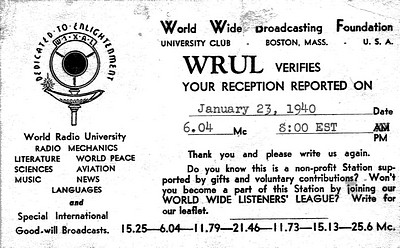 DEDICATED·TO·ENLIGHTENMENT
W·1·X·A·L
World Wide Broadcasting Foundation
UNIVERSITY CLUB · BOSTON, MASS. · U. S. A.
WRUL VERIFIES
YOUR RECEPTION REPORTED ON
January 23, 1940 Date
6.04 Mc 8:00 EST AM
PM
World Radio University
RADIO MECHANICS
LITERATURE WORLD PEACE
SCIENCES AVIATION
MUSIC NEWS
LANGUAGES
and
Special International
Good-will Broadcasts.
Thank you and please write us again.
Do you know this is a non-profit Station sup-
ported by gifts and voluntary contributions? Won't
you become a part of this Station by joining our
WORLD WIDE LISTENERS' LEAGUE? Write for
our leaflet.
15.25—6.04—11.79—21.46—11.73—15.13—25.6 Mc.